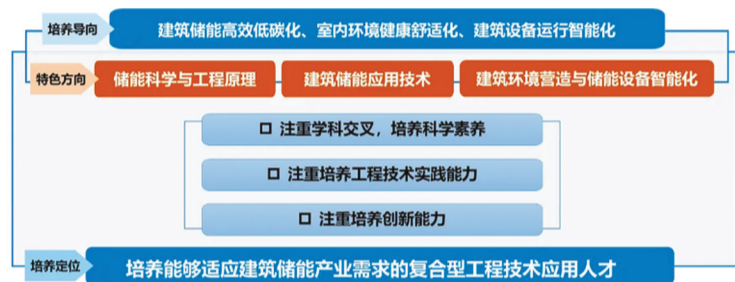 培养导向
建筑储能高效低碳化、室内环境健康舒适化、建筑设备运行智能化
特色方向
储能科学与工程原理
建筑储能应用技术
建筑环境营造与储能设备智能化
注重学科交叉，培养科学素养
注重培养工程技术实践能力
注重培养创新能力
培养定位
培养能够适应建筑储能产业需求的复合型工程技术应用人才